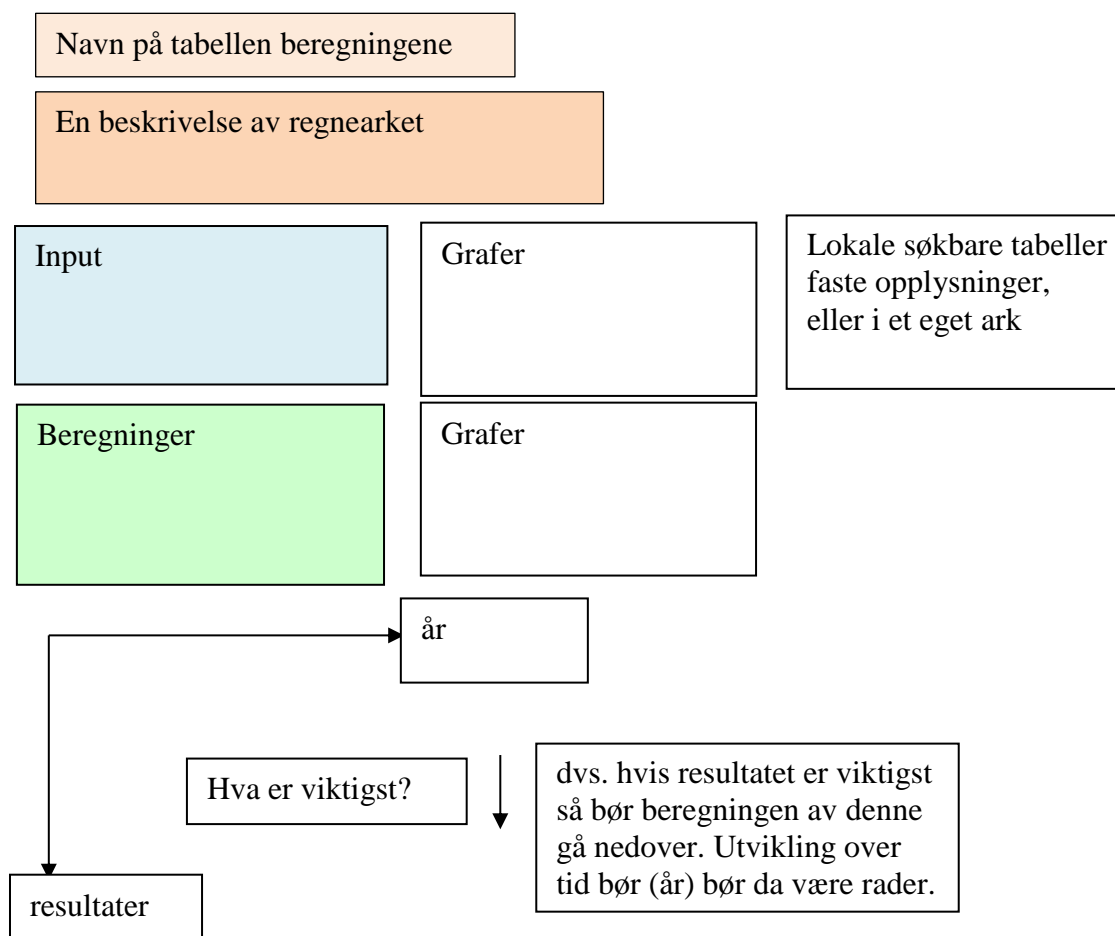 Navn på tabellen beregningene
En beskrivelse av regnearket
Input
Grafer
Lokale søkbare tabeller
faste opplysninger,
eller i et eget ark
Beregninger
Grafer
år
Hva er viktigst?
dvs. hvis resultatet er viktigst
så bør beregningen av denne
gå nedover. Utvikling over
tid bør (år) bør da være rader.
resultater